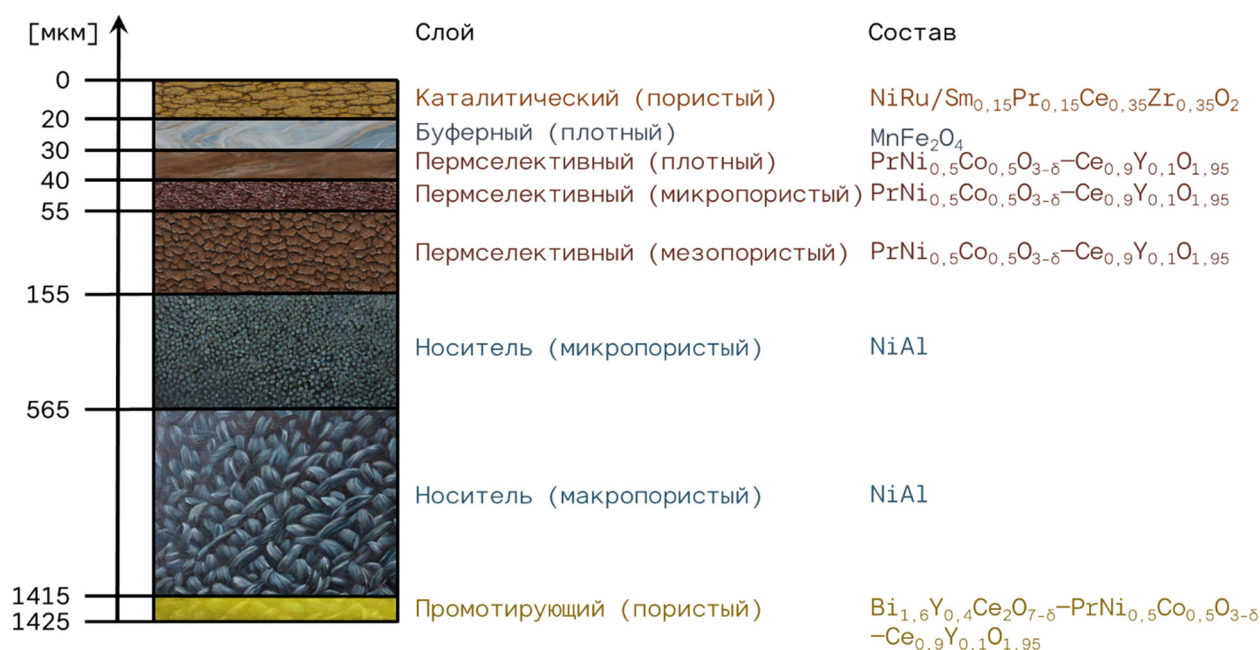 [мкм] Слой Состав
0
Каталитический (пористый) NiRu/Sm₀,₁₅Pr₀,₁₅Ce₀,₃₅Zr₀,₃₅O₂
20
Буферный (плотный) MnFe₂O₄
30
Пермселективный (плотный) PrNi₀,₅Co₀,₅O₃₋δ—Ce₀,₉Y₀,₁O₁,₉₅
40
Пермселективный (микропористый) PrNi₀,₅Co₀,₅O₃₋δ—Ce₀,₉Y₀,₁O₁,₉₅
55
Пермселективный (мезопористый) PrNi₀,₅Co₀,₅O₃₋δ—Ce₀,₉Y₀,₁O₁,₉₅
155
Носитель (микропористый) NiAl
565
Носитель (макропористый) NiAl
1415
Промотирующий (пористый) Bi₁,₆Y₀,₄Ce₂O₇₋δ—PrNi₀,₅Co₀,₅O₃₋δ
1425
—Ce₀,₉Y₀,₁O₁,₉₅